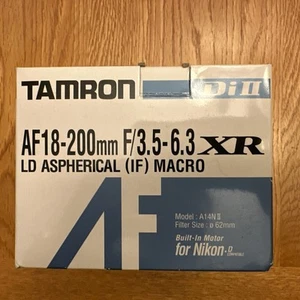 TAMRON Di II
AF18-200mm F/3.5-6.3 XR
LD ASPHERICAL (IF) MACRO
AF
Model : A14N II
Filter Size : ø 62mm
Built-In Motor
for Nikon-D